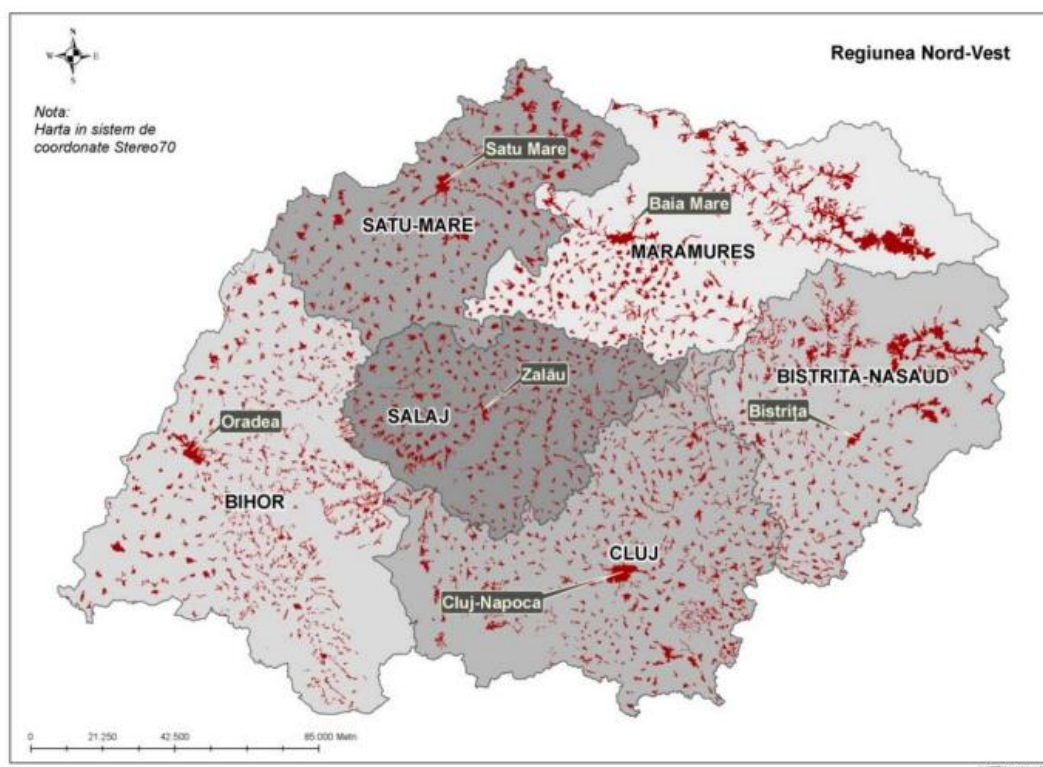 Regiunea Nord-Vest
N
W E
S
Nota:
Harta in sistem de
coordonate Stereo70
Satu Mare
Baia Mare
SATU-MARE
MARAMURES
Zalău
BISTRITA-NASAUD
Oradea
SALAJ
Bistrița
BIHOR
CLUJ
Cluj-Napoca
0 21.250 42.500 85.000 Metri